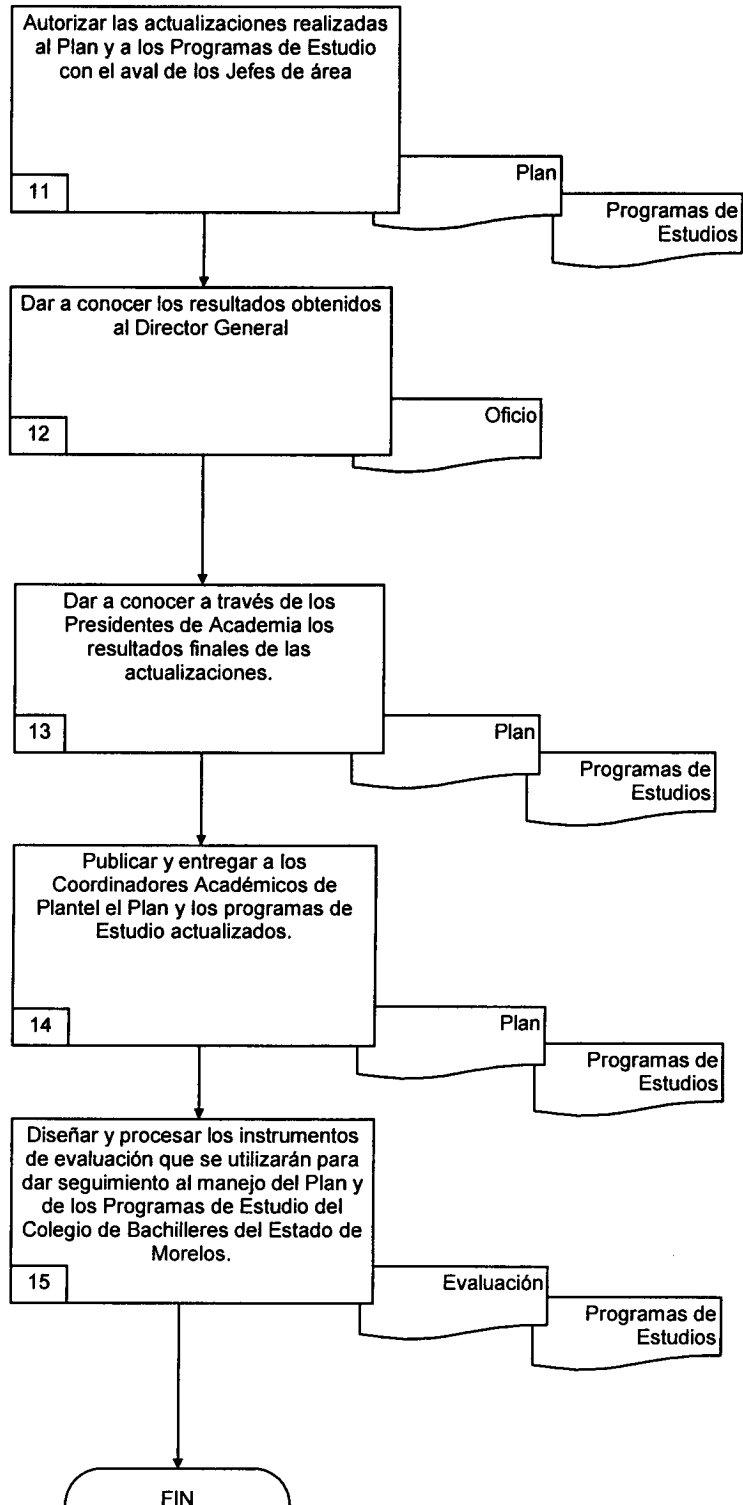 Autorizar las actualizaciones realizadas
al Plan y a los Programas de Estudio
con el aval de los Jefes de área
11
Plan
Programas de
Estudios
Dar a conocer los resultados obtenidos
al Director General
12
Oficio
Dar a conocer a través de los
Presidentes de Academia los
resultados finales de las
actualizaciones.
13
Plan
Programas de
Estudios
Publicar y entregar a los
Coordinadores Académicos de
Plantel el Plan y los programas de
Estudio actualizados.
14
Plan
Programas de
Estudios
Diseñar y procesar los instrumentos
de evaluación que se utilizarán para
dar seguimiento al manejo del Plan y
de los Programas de Estudio del
Colegio de Bachilleres del Estado de
Morelos.
15
Evaluación
Programas de
Estudios
FIN